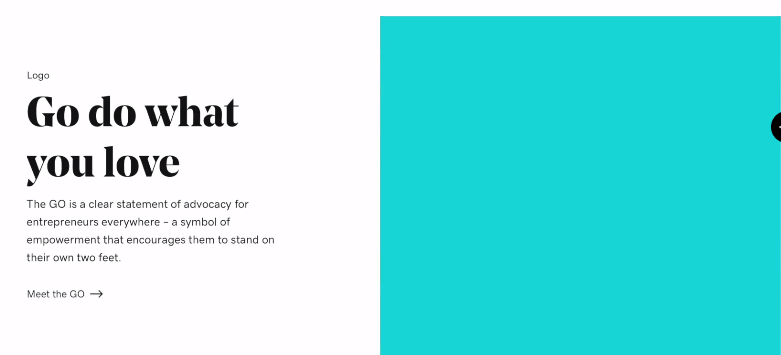 Logo
Go do what
you love
The GO is a clear statement of advocacy for
entrepreneurs everywhere – a symbol of
empowerment that encourages them to stand on
their own two feet.
Meet the GO →